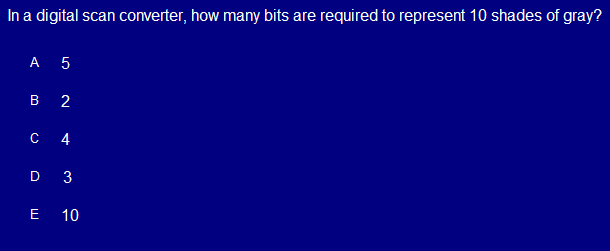 In a digital scan converter, how many bits are required to represent 10 shades of gray?
A 5
B 2
C 4
D 3
E 10